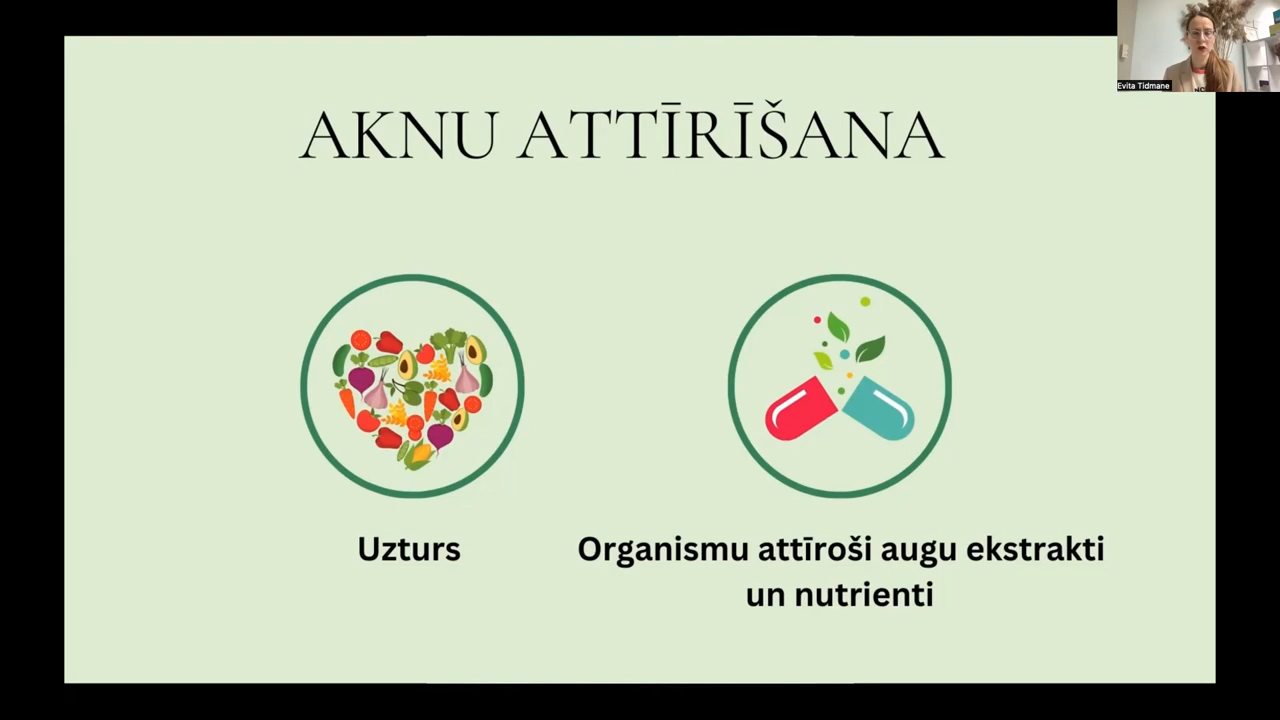 AKNU ATTĪRĪŠANA
Uzturs
Organismu attīroši augu ekstrakti
un nutrienti
Evita Tidmane